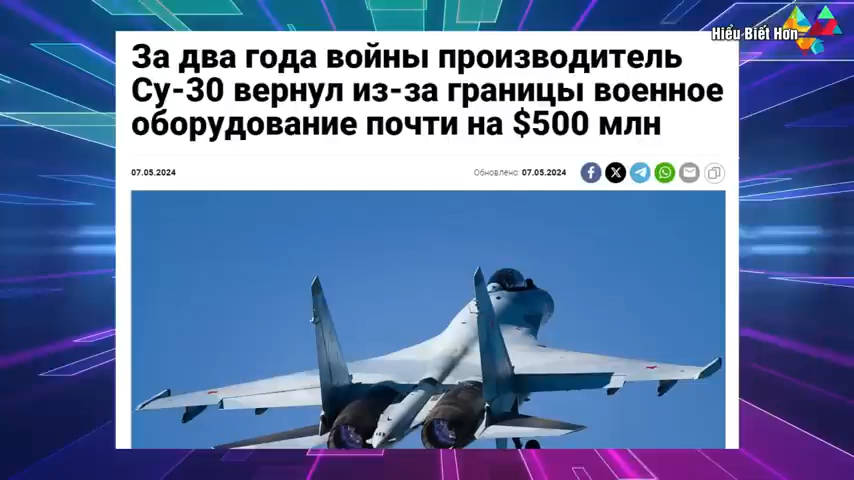 Hiểu Biết Hơn
За два года войны производитель
Су-30 вернул из-за границы военное
оборудование почти на $500 млн
07.05.2024
Обновлено: 07.05.2024